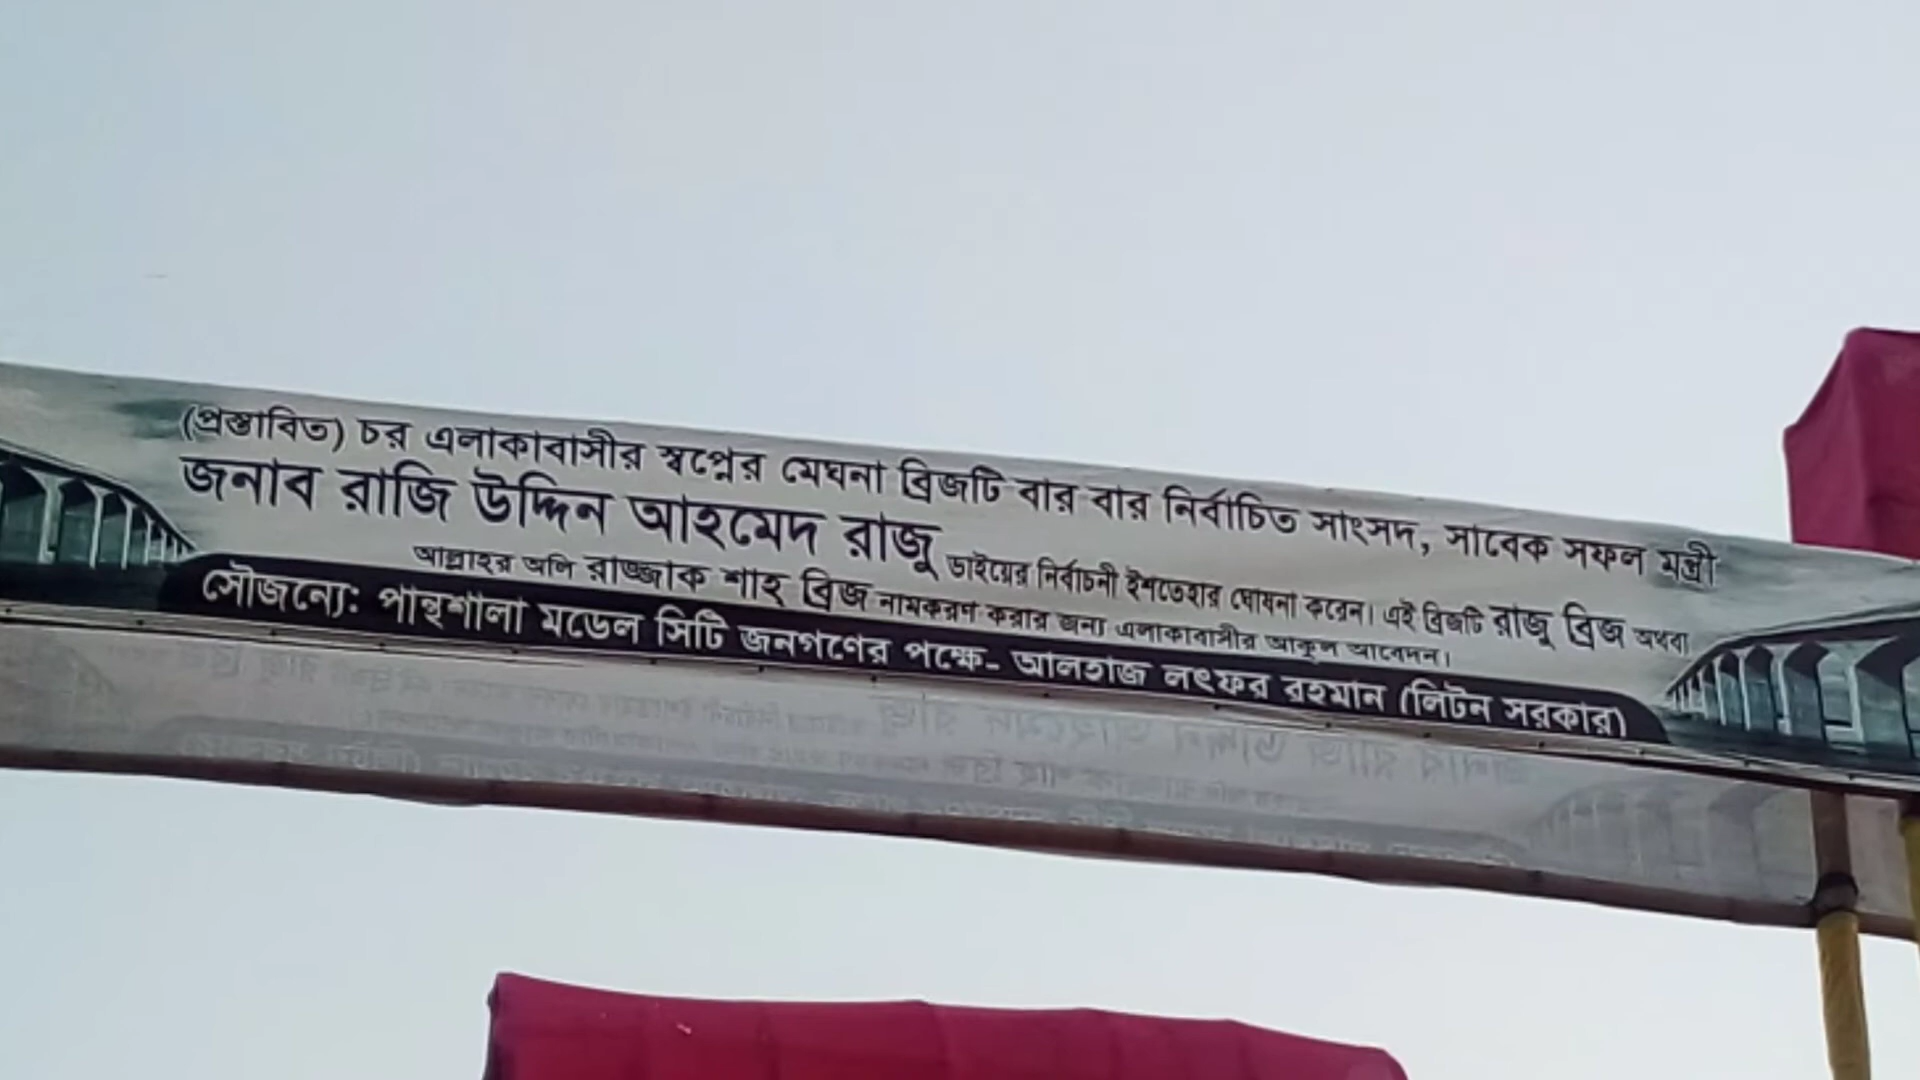 (প্রস্তাবিত) চর এলাকাবাসীর স্বপ্নের মেঘনা ব্রিজটি বার বার নির্বাচিত সাংসদ, সাবেক সফল মন্ত্রী
জনাব রাজি উদ্দিন আহমেদ রাজু ভাইয়ের নির্বাচনী ইশতেহার ঘোষনা করেন। এই ব্রিজটি রাজু ব্রিজ অথবা
আল্লাহর অলি রাজ্জাক শাহ ব্রিজ নামকরণ করার জন্য এলাকাবাসীর আকুল আবেদন।
সৌজন্যে: পান্থশালা মডেল সিটি জনগণের পক্ষে- আলহাজ লৎফর রহমান (লিটন সরকার)